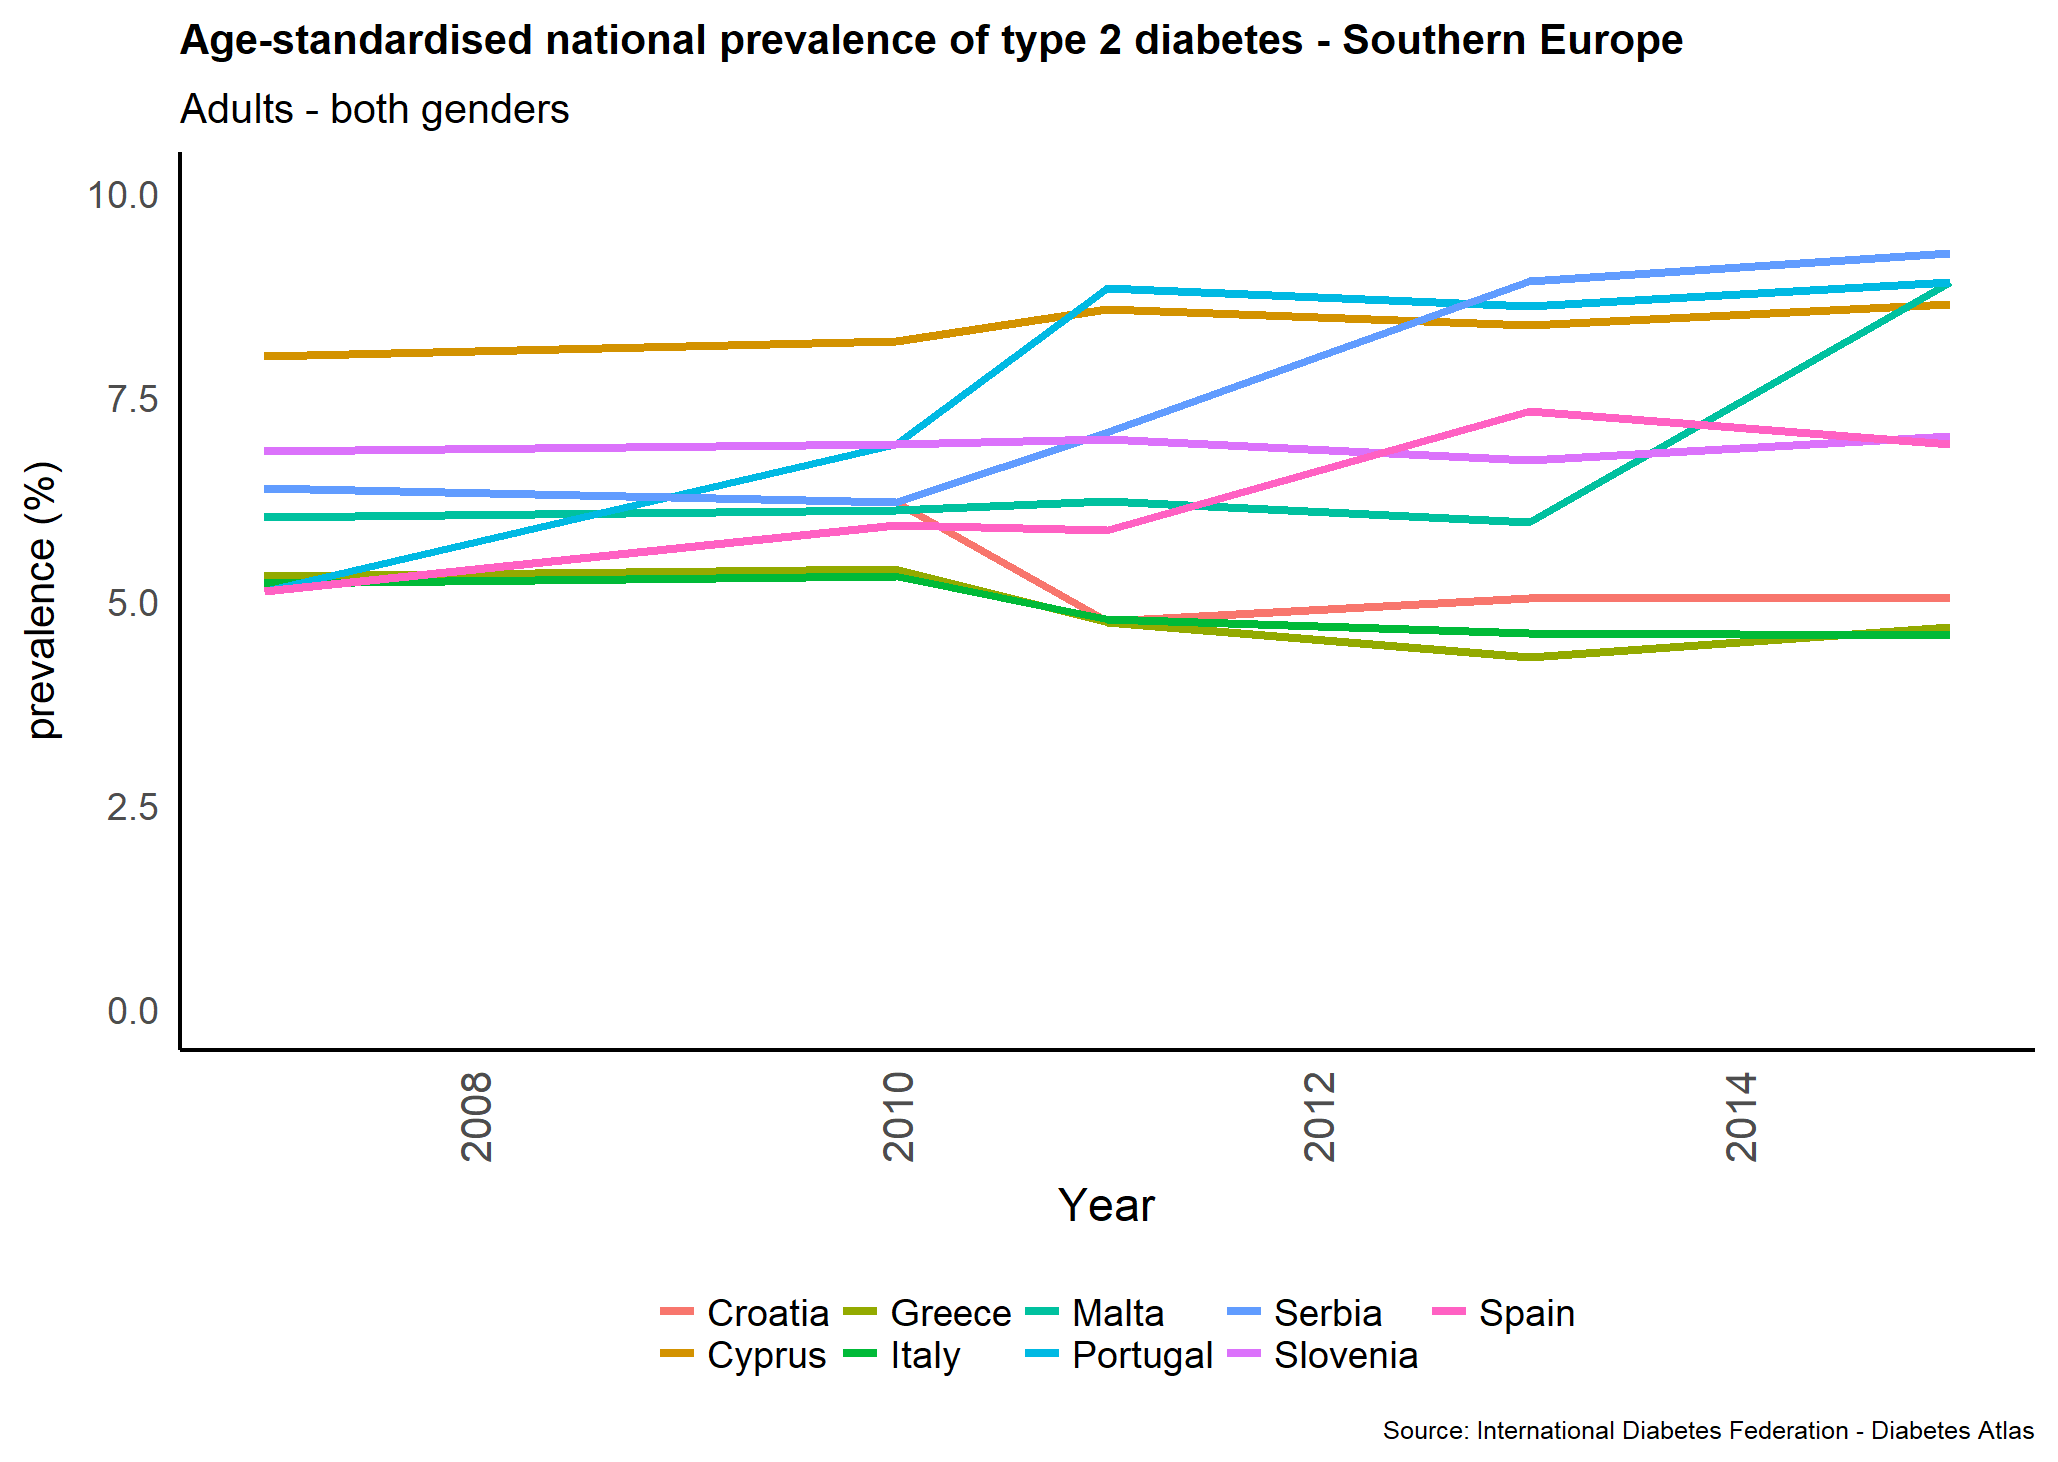 Age-standardised national prevalence of type 2 diabetes - Southern Europe
Adults - both genders
prevalence (%)
10.0
7.5
5.0
2.5
0.0
2008
2010
2012
2014
Year
Croatia
Greece
Malta
Serbia
Spain
Cyprus
Italy
Portugal
Slovenia
Source: International Diabetes Federation - Diabetes Atlas